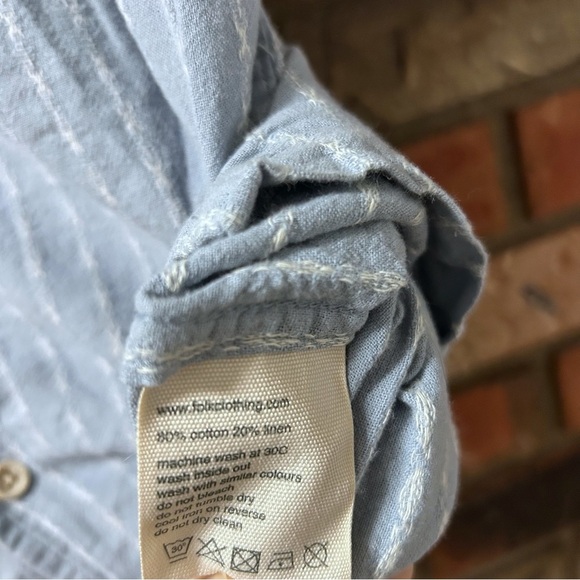 www.folkclothing.com
80% cotton 20% linen
machine wash at 30C
wash inside out
wash with similar colours
do not bleach
do not tumble dry
cool iron on reverse
do not dry clean
30°